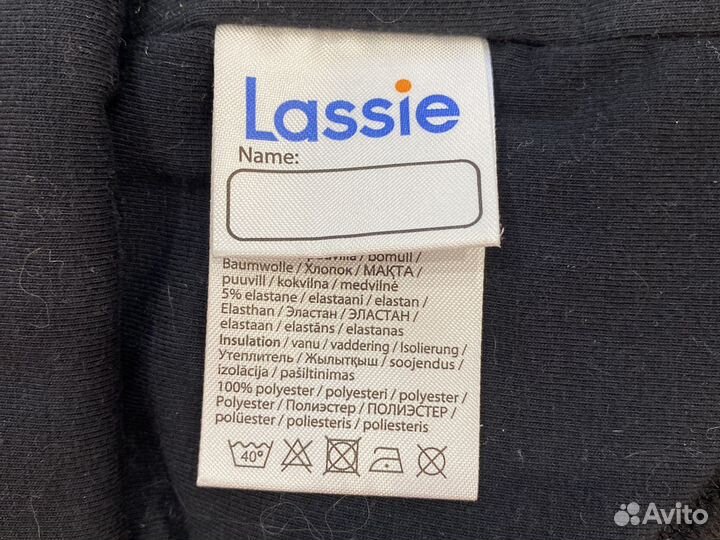 Lassie
Name:
puuvilla / bomull /
Baumwolle / Хлопок / МАҚТА /
puuvill / kokvilna / medvilnė
5% elastane / elastaani / elastan /
Elasthan / Эластан / ЭЛАСТАН /
elastaan / elastāns / elastanas
Insulation / vanu / vaddering / Isolierung /
Утеплитель / Жылытқыш / soojendus /
izolācija / pašiltinimas
100% polyester / polyesteri / polyester /
Polyester / Полиэстер / ПОЛИЭСТЕР /
polüester / poliesteris / poliesteris
40°
Avito